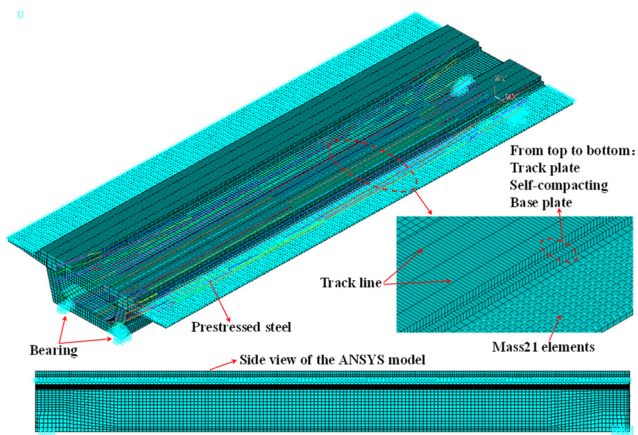 U
From top to bottom:
Track plate
Self-compacting
Base plate
Track line
Prestressed steel
Bearing
Mass21 elements
Side view of the ANSYS model